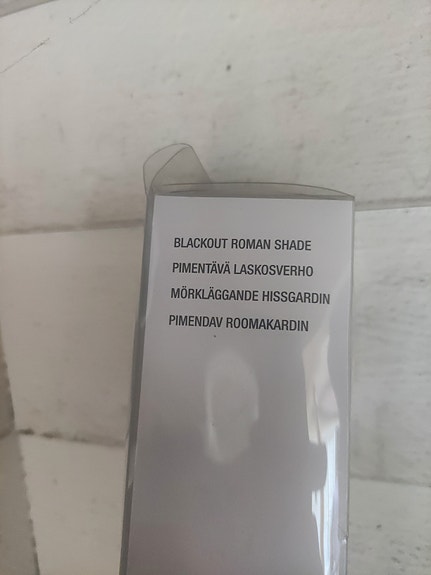 BLACKOUT ROMAN SHADE
PIMENTÄVÄ LASKOSVERHO
MÖRKLÄGGANDE HISSGARDIN
PIMENDAV ROOMAKARDIN